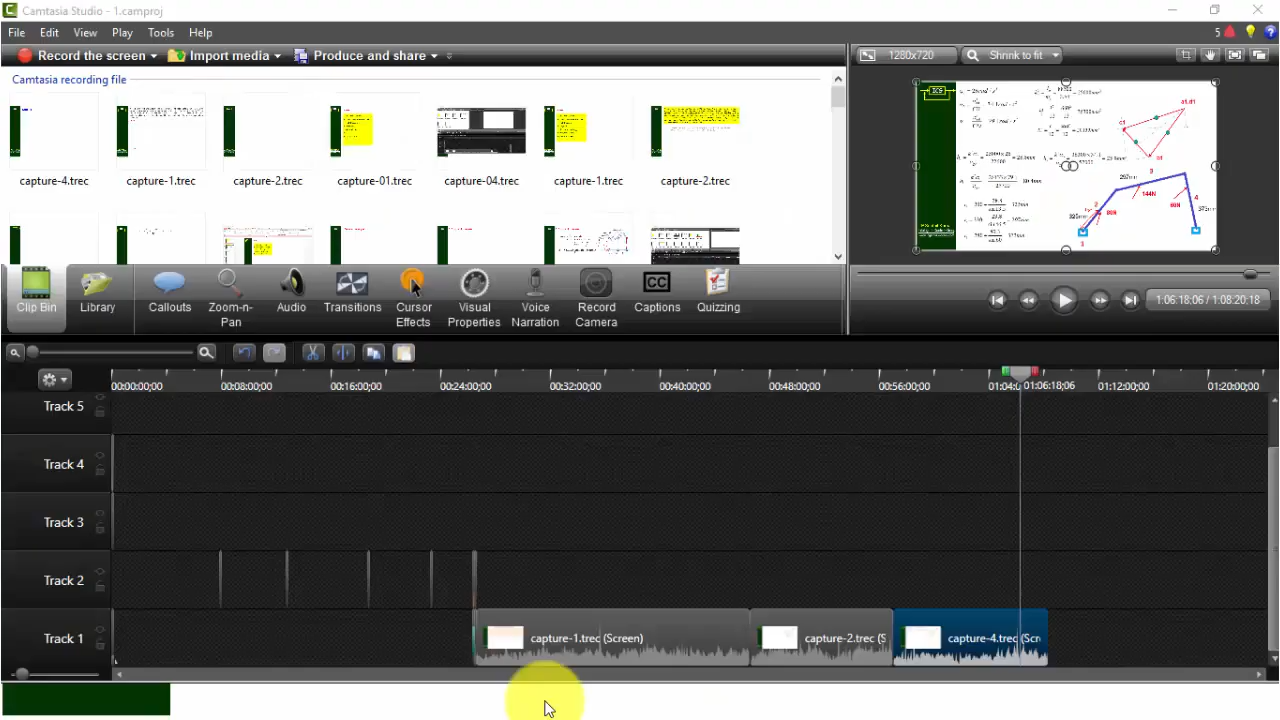 Camtasia Studio - 1.camproj
File Edit View Play Tools Help 5
Record the screen Import media Produce and share 1280x720 Shrink to fit
Camtasia recording file
capture-4.trec capture-1.trec capture-2.trec capture-01.trec capture-04.trec capture-1.trec capture-2.trec
144N
Clip Bin Library Callouts Zoom-n-Pan Audio Transitions Cursor Effects Visual Properties Voice Narration Record Camera CC Captions Quizzing
1:06:18:06 / 1:08:20:18
00:00:00;00 00:08:00;00 00:16:00;00 00:24:00;00 00:32:00;00 00:40:00;00 00:48:00;00 00:56:00;00 01:04:0 01:06:18;06 01:12:00;00 01:20:00;00
Track 5
Track 4
Track 3
Track 2
Track 1 capture-1.trec (Screen) capture-2.trec (S capture-4.trec (Scr